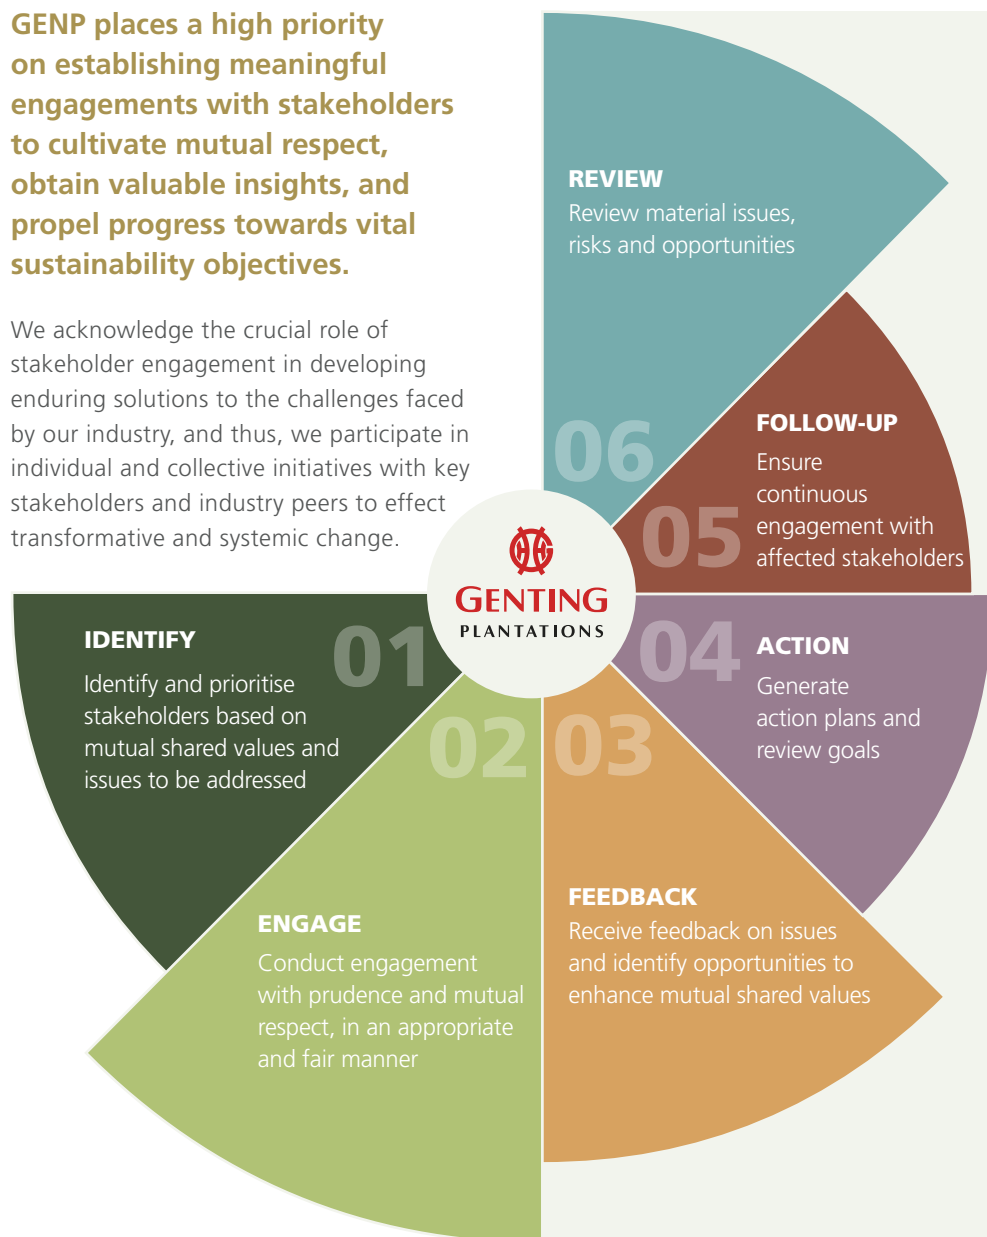 GENP places a high priority
on establishing meaningful
engagements with stakeholders
to cultivate mutual respect,
obtain valuable insights, and
propel progress towards vital
sustainability objectives.
We acknowledge the crucial role of
stakeholder engagement in developing
enduring solutions to the challenges faced
by our industry, and thus, we participate in
individual and collective initiatives with key
stakeholders and industry peers to effect
transformative and systemic change.
GENTING
PLANTATIONS
01
IDENTIFY
Identify and prioritise
stakeholders based on
mutual shared values and
issues to be addressed
02
ENGAGE
Conduct engagement
with prudence and mutual
respect, in an appropriate
and fair manner
03
FEEDBACK
Receive feedback on issues
and identify opportunities to
enhance mutual shared values
04
ACTION
Generate
action plans and
review goals
05
FOLLOW-UP
Ensure
continuous
engagement with
affected stakeholders
06
REVIEW
Review material issues,
risks and opportunities